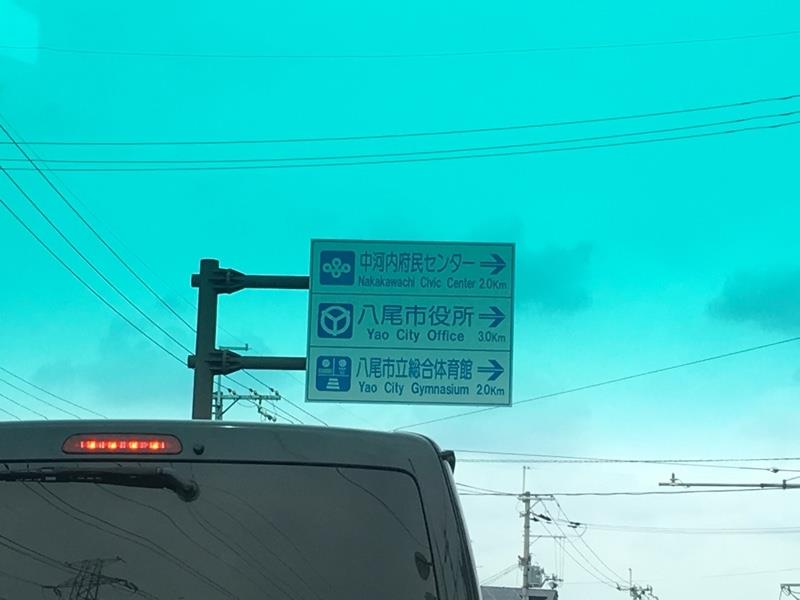 中河内府民センター →
Nakakawachi Civic Center 2.0Km
八尾市役所 →
Yao City Office 3.0Km
八尾市立総合体育館 →
Yao City Gymnasium 2.0Km